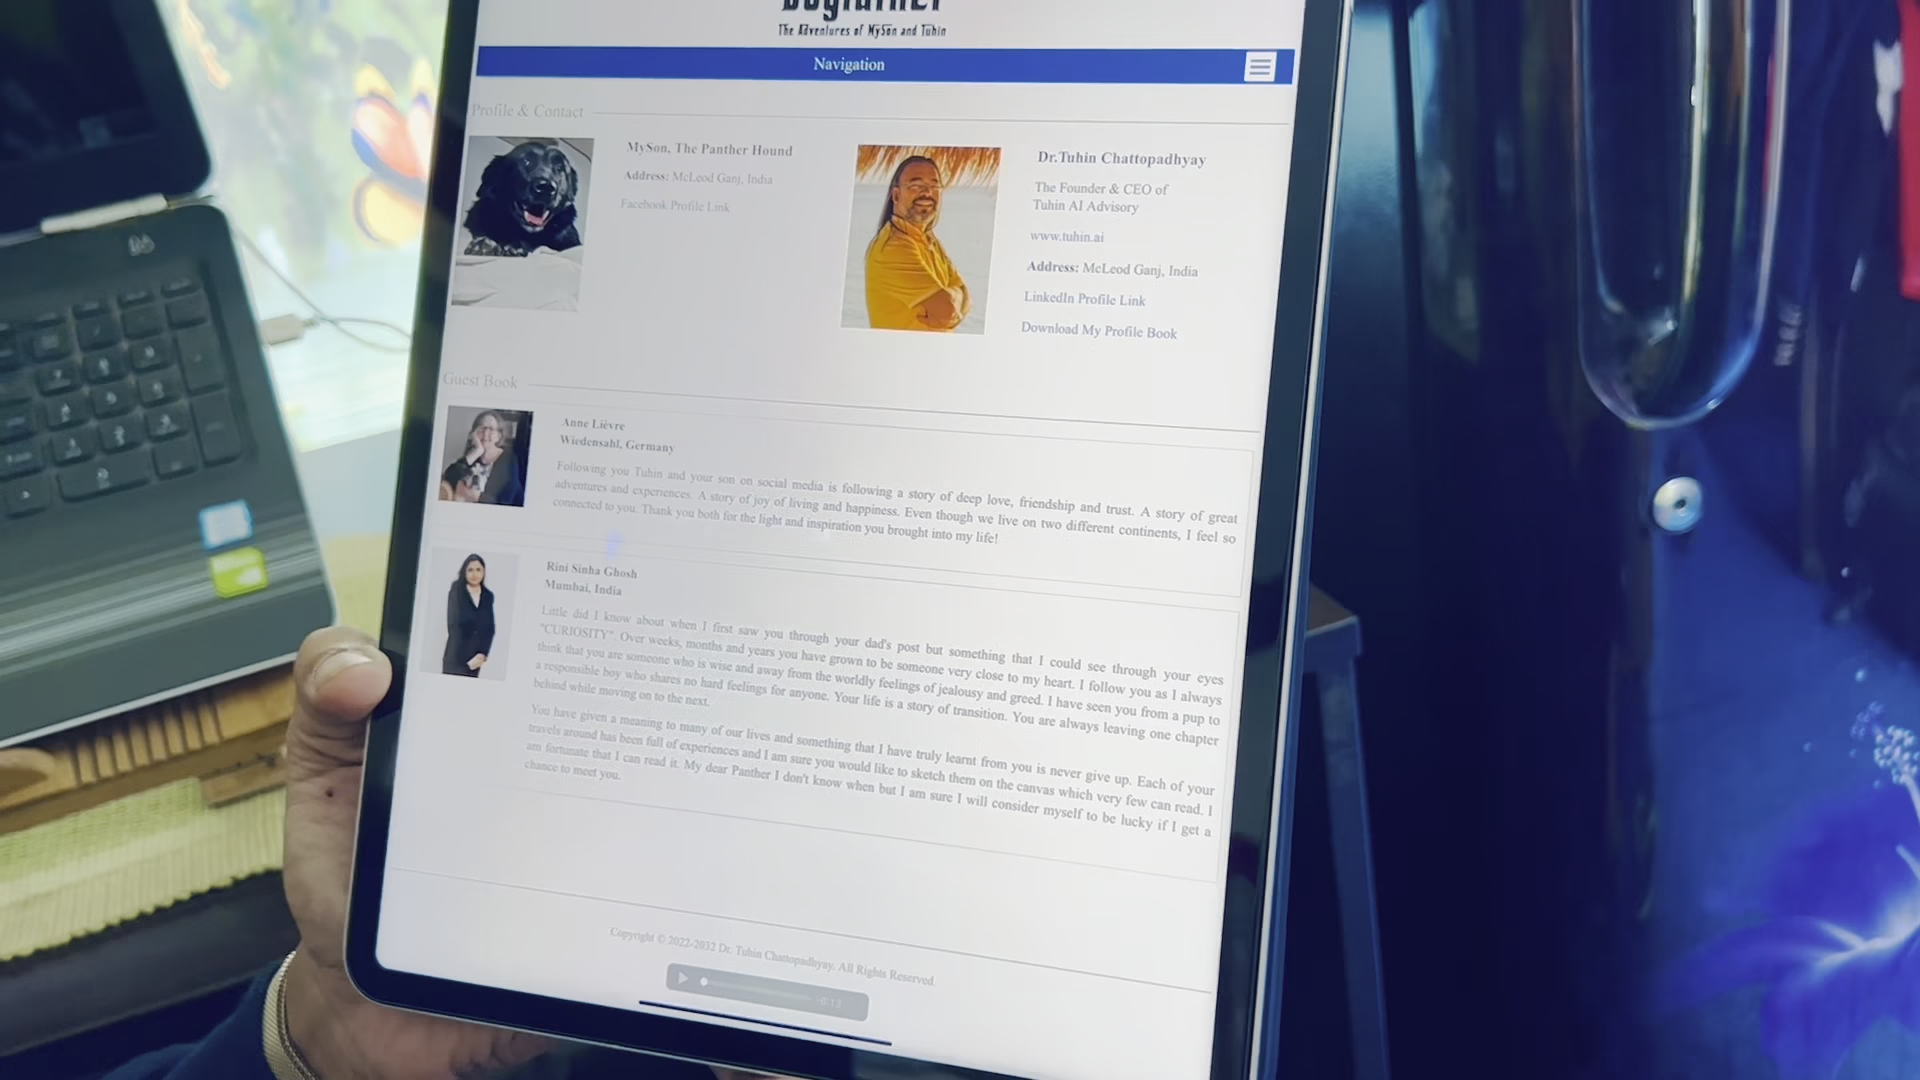 Dogfather
The Adventures of MySon and Tuhin
Navigation
Profile & Contact
MySon, The Panther Hound
Address: McLeod Ganj, India
Facebook Profile Link
Dr.Tuhin Chattopadhyay
The Founder & CEO of
Tuhin AI Advisory
www.tuhin.ai
Address: McLeod Ganj, India
LinkedIn Profile Link
Download My Profile Book
Guest Book
Anne Lièvre
Wiedensahl, Germany
Following you Tuhin and your son on social media is following a story of deep love, friendship and trust. A story of great
adventures and experiences. A story of joy of living and happiness. Even though we live on two different continents, I feel so
connected to you. Thank you both for the light and inspiration you brought into my life!
Rini Sinha Ghosh
Mumbai, India
Little did I know about when I first saw you through your dad's post but something that I could see through your eyes
"CURIOSITY". Over weeks, months and years you have grown to be someone very close to my heart. I follow you as I always
think that you are someone who is wise and away from the worldly feelings of jealousy and greed. I have seen you from a pup to
a responsible boy who shares no hard feelings for anyone. Your life is a story of transition. You are always leaving one chapter
behind while moving on to the next.
You have given a meaning to many of our lives and something that I have truly learnt from you is never give up. Each of your
travels around has been full of experiences and I am sure you would like to sketch them on the canvas which very few can read. I
am fortunate that I can read it. My dear Panther I don't know when but I am sure I will consider myself to be lucky if I get a
chance to meet you.
Copyright © 2022-2032 Dr. Tuhin Chattopadhyay. All Rights Reserved.